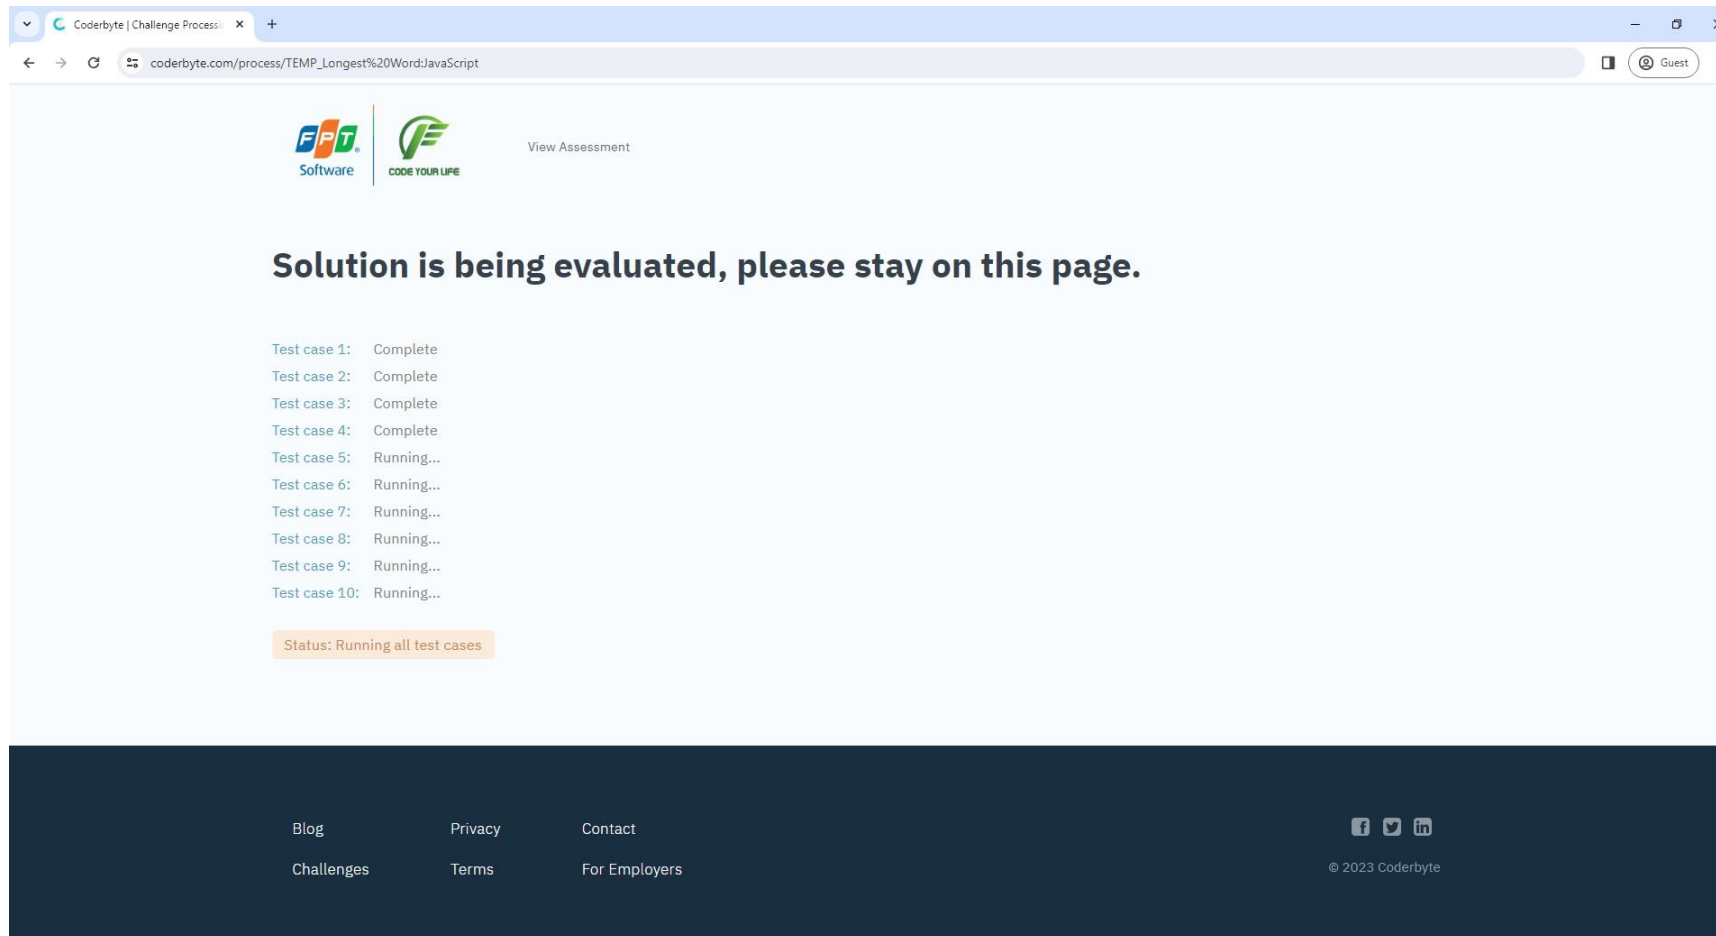 Coderbyte | Challenge Processi
coderbyte.com/process/TEMP_Longest%20Word:JavaScript
Guest
FPT
Software
CODE YOUR LIFE
View Assessment
Solution is being evaluated, please stay on this page.
Test case 1: Complete
Test case 2: Complete
Test case 3: Complete
Test case 4: Complete
Test case 5: Running...
Test case 6: Running...
Test case 7: Running...
Test case 8: Running...
Test case 9: Running...
Test case 10: Running...
Status: Running all test cases
Blog Privacy Contact
Challenges Terms For Employers
© 2023 Coderbyte